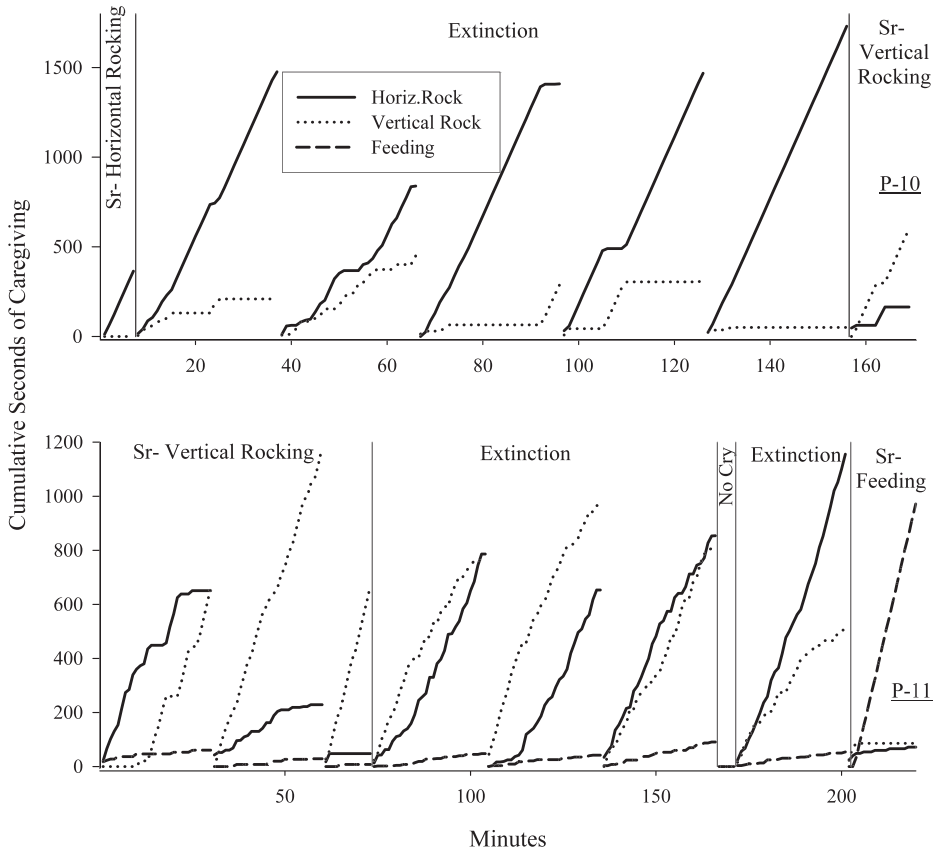 Sr- Horizontal Rocking
Extinction
Sr-
Vertical
Rocking
Horiz.Rock
Vertical Rock
Feeding
P-10
1500
1000
500
0
20
40
60
80
100
120
140
160
Cumulative Seconds of Caregiving
Sr- Vertical Rocking
Extinction
No Cry
Extinction
Sr-
Feeding
P-11
1200
1000
800
600
400
200
0
50
100
150
200
Minutes